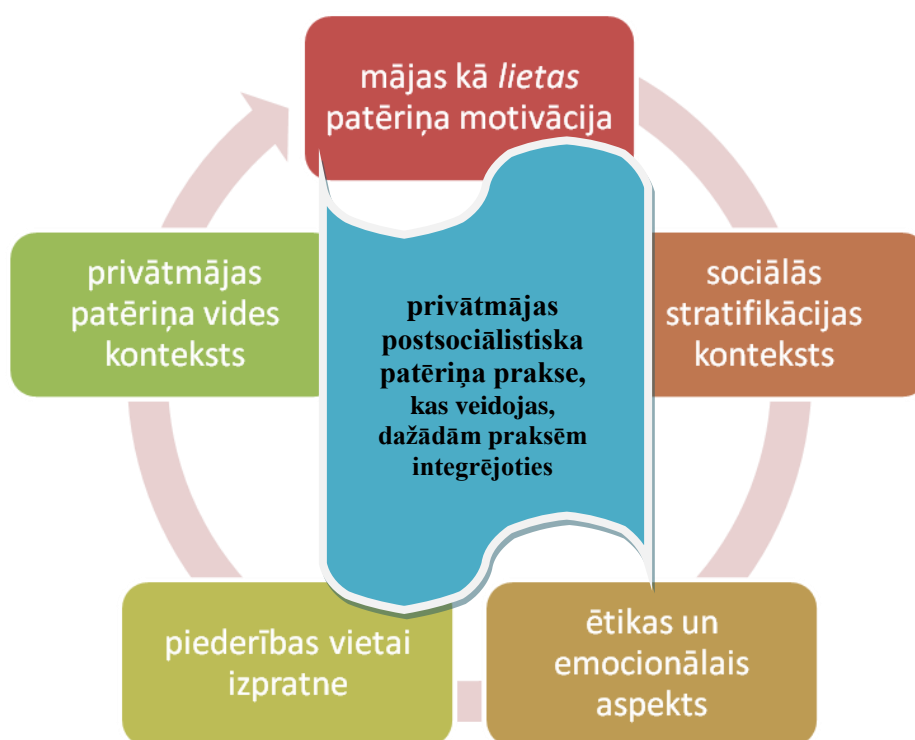 mājas kā lietas
patēriņa motivācija
sociālās
stratifikācijas
konteksts
ētikas un
emocionālais
aspekts
piederības vietai
izpratne
privātmājas
patēriņa vides
konteksts
privātmājas
postsociālistiska
patēriņa prakse,
kas veidojas,
dažādām praksēm
integrējoties